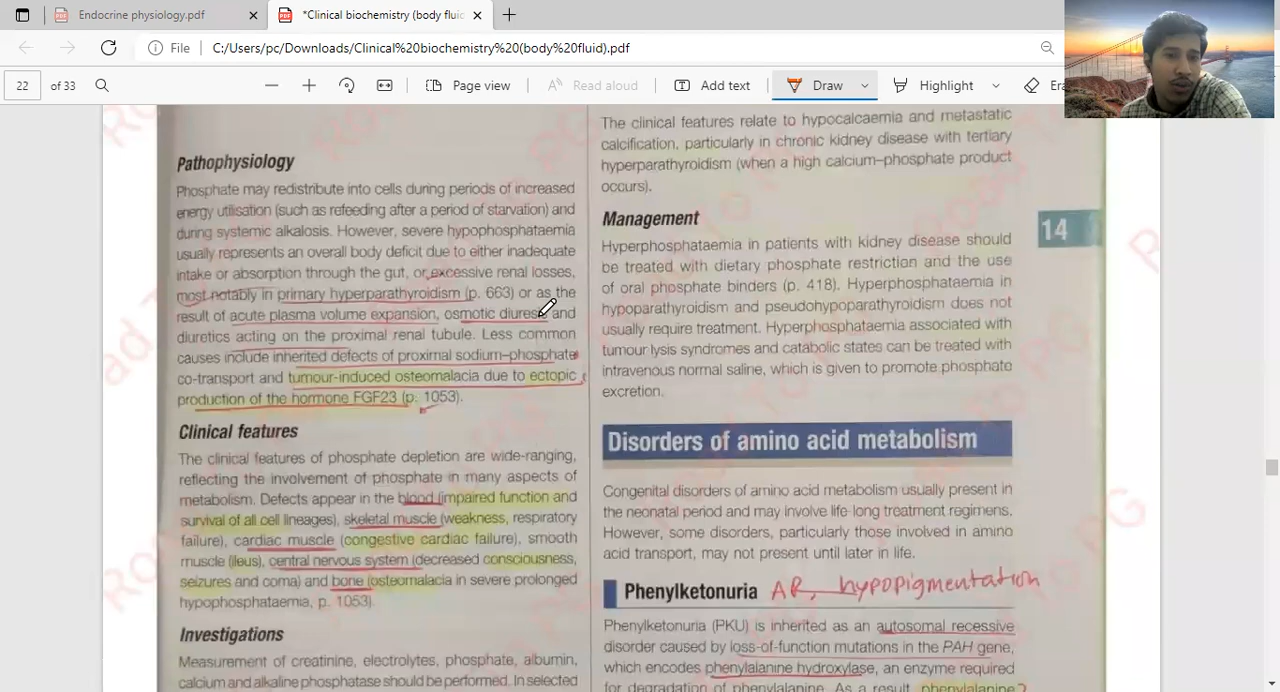 Endocrine physiology.pdf
*Clinical biochemistry (body fluid
File
C:/Users/pc/Downloads/Clinical%20biochemistry%20(body%20fluid).pdf
22 of 33
Page view
Read aloud
Add text
Draw
Highlight
Era
Pathophysiology
Phosphate may redistribute into cells during periods of increased
energy utilisation (such as refeeding after a period of starvation) and
during systemic alkalosis. However, severe hypophosphataemia
usually represents an overall body deficit due to either inadequate
intake or absorption through the gut, or excessive renal losses,
most notably in primary hyperparathyroidism (p. 663) or as the
result of acute plasma volume expansion, osmotic diuresis and
diuretics acting on the proximal renal tubule. Less common
causes include inherited defects of proximal sodium–phosphate
co-transport and tumour-induced osteomalacia due to ectopic
production of the hormone FGF23 (p. 1053).
Clinical features
The clinical features of phosphate depletion are wide-ranging,
reflecting the involvement of phosphate in many aspects of
metabolism. Defects appear in the blood (impaired function and
survival of all cell lineages), skeletal muscle (weakness, respiratory
failure), cardiac muscle (congestive cardiac failure), smooth
muscle (ileus), central nervous system (decreased consciousness,
seizures and coma) and bone (osteomalacia in severe prolonged
hypophosphataemia, p. 1053).
Investigations
Measurement of creatinine, electrolytes, phosphate, albumin,
calcium and alkaline phosphatase should be performed. In selected
The clinical features relate to hypocalcaemia and metastatic
calcification, particularly in chronic kidney disease with tertiary
hyperparathyroidism (when a high calcium–phosphate product
occurs).
Management
Hyperphosphataemia in patients with kidney disease should
be treated with dietary phosphate restriction and the use
of oral phosphate binders (p. 418). Hyperphosphataemia in
hypoparathyroidism and pseudohypoparathyroidism does not
usually require treatment. Hyperphosphataemia associated with
tumour lysis syndromes and catabolic states can be treated with
intravenous normal saline, which is given to promote phosphate
excretion.
14
Disorders of amino acid metabolism
Congenital disorders of amino acid metabolism usually present in
the neonatal period and may involve life-long treatment regimens.
However, some disorders, particularly those involved in amino
acid transport, may not present until later in life.
Phenylketonuria AR, hypopigmentation
Phenylketonuria (PKU) is inherited as an autosomal recessive
disorder caused by loss-of-function mutations in the PAH gene,
which encodes phenylalanine hydroxylase, an enzyme required
for degradation of phenylalanine. As a result, phenylalanine